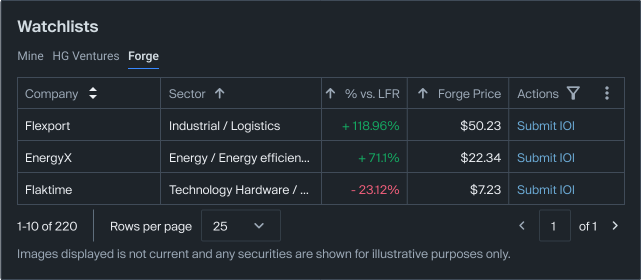 Watchlists
Mine HG Ventures Forge
Company Sector % vs. LFR Forge Price Actions
Flexport Industrial / Logistics + 118.96% $50.23 Submit IOI
EnergyX Energy / Energy efficien... + 71.1% $22.34 Submit IOI
Flaktime Technology Hardware / ... - 23.12% $7.23 Submit IOI
1-10 of 220 Rows per page 25 1 of 1
Images displayed is not current and any securities are shown for illustrative purposes only.